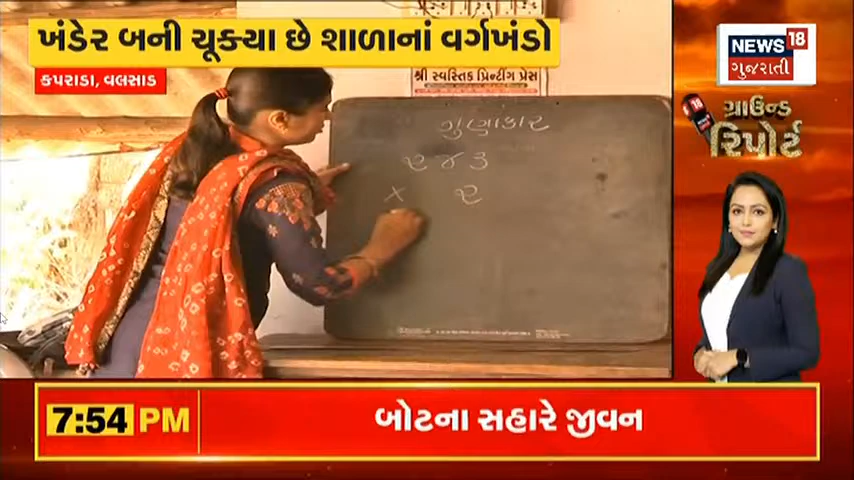 ખંડેર બની ચૂક્યા છે શાળાનાં વર્ગખંડો
કપરાડા, વલસાડ
શ્રી સ્વસ્તિક પ્રિન્ટીંગ પ્રેસ
NEWS 18
ગુજરાતી
ગ્રાઉન્ડ
રિપોર્ટ
ગુણાકાર
૨૪૩
× ૨
7:54 PM
બોટના સહારે જીવન